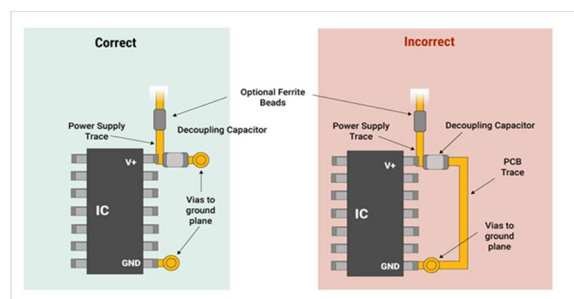 Correct
Incorrect
Optional Ferrite
Beads
Power Supply
Trace
Decoupling Capacitor
V+
IC
Vias to
ground
plane
GND
Power Supply
Trace
Decoupling Capacitor
V+
PCB
Trace
IC
Vias to
ground
plane
GND